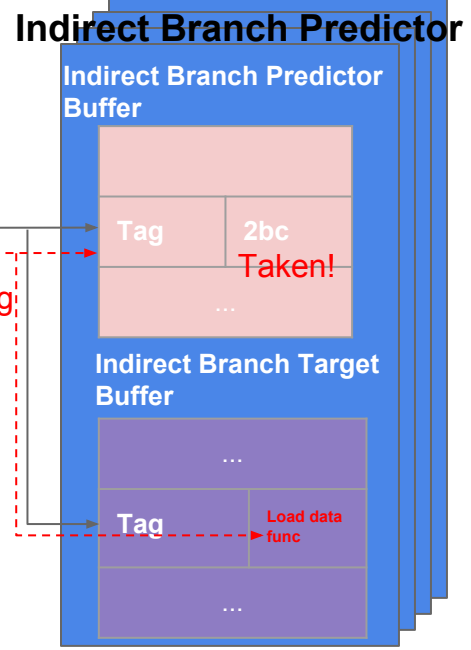 Indirect Branch Predictor
Indirect Branch Predictor
Buffer
Tag 2bc
Taken!
g
...
Indirect Branch Target
Buffer
...
Tag Load data
func
...